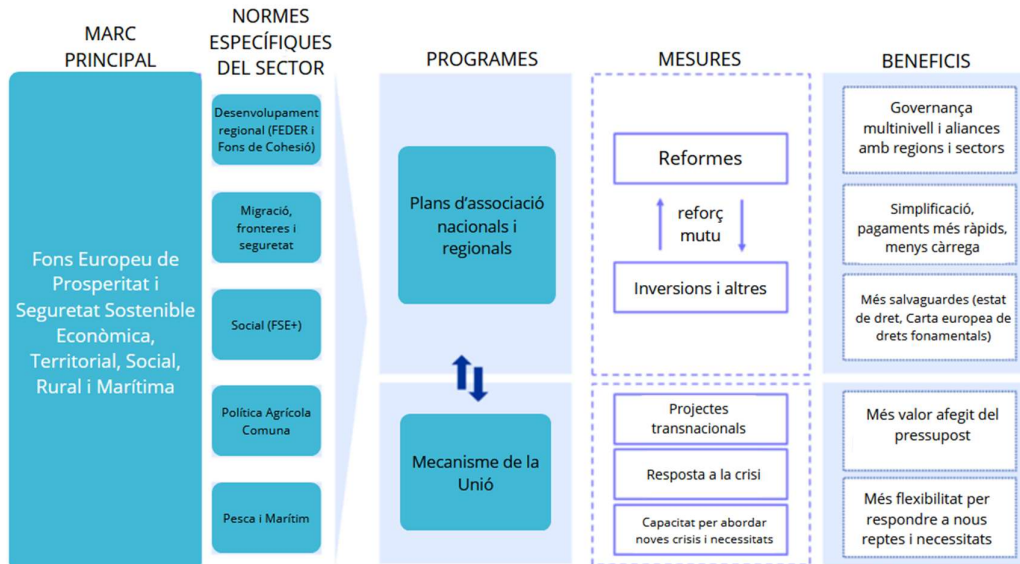 MARC
PRINCIPAL
NORMES
ESPECÍFIQUES
DEL SECTOR
PROGRAMES
MESURES
BENEFICIS
Fons Europeu de
Prosperitat i
Seguretat Sostenible
Econòmica,
Territorial, Social,
Rural i Marítima
Desenvolupament
regional (FEDER i
Fons de Cohesió)
Migració,
fronteres i
seguretat
Social (FSE+)
Política Agrícola
Comuna
Pesca i Marítim
Plans d'associació
nacionals i
regionals
Mecanisme de la
Unió
Reformes
reforç
mutu
Inversions i altres
Projectes
transnacionals
Resposta a la crisi
Capacitat per abordar
noves crisis i necessitats
Governança
multinivell i aliances
amb regions i sectors
Simplificació,
pagaments més ràpids,
menys càrrega
Més salvaguardes (estat
de dret, Carta europea de
drets fonamentals)
Més valor afegit del
pressupost
Més flexibilitat per
respondre a nous
reptes i necessitats